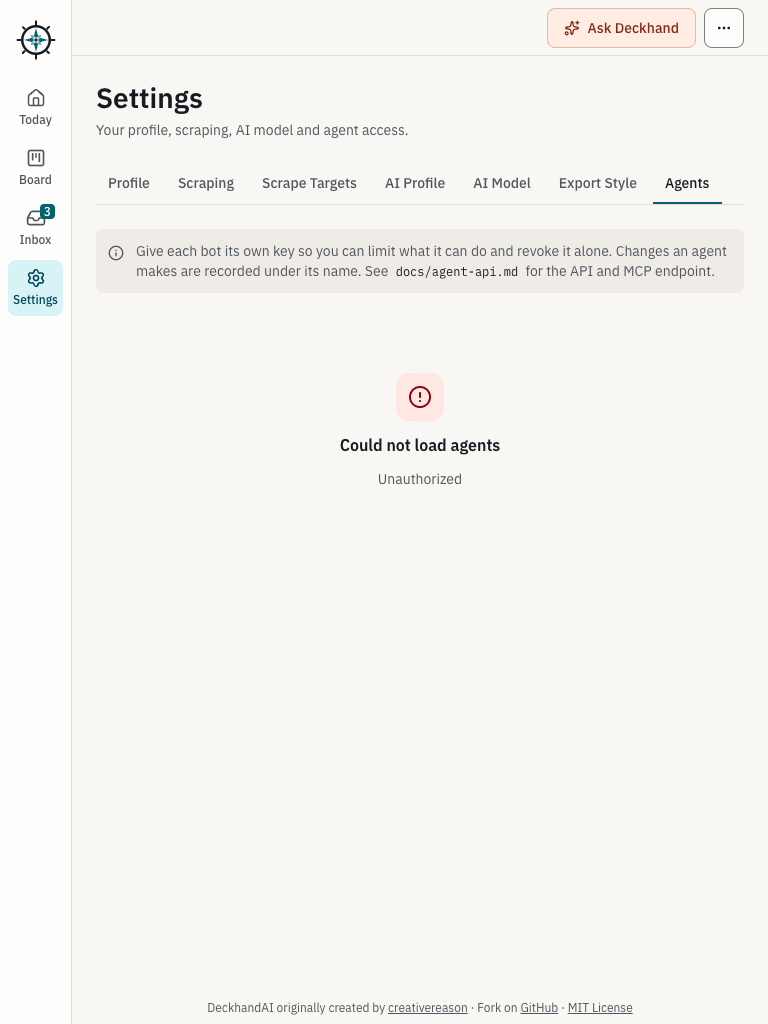 Ask Deckhand
Today
Board
3
Inbox
Settings
Settings
Your profile, scraping, AI model and agent access.
Profile Scraping Scrape Targets AI Profile AI Model Export Style Agents
Give each bot its own key so you can limit what it can do and revoke it alone. Changes an agent
makes are recorded under its name. See docs/agent-api.md for the API and MCP endpoint.
Could not load agents
Unauthorized
DeckhandAI originally created by creativereason · Fork on GitHub · MIT License